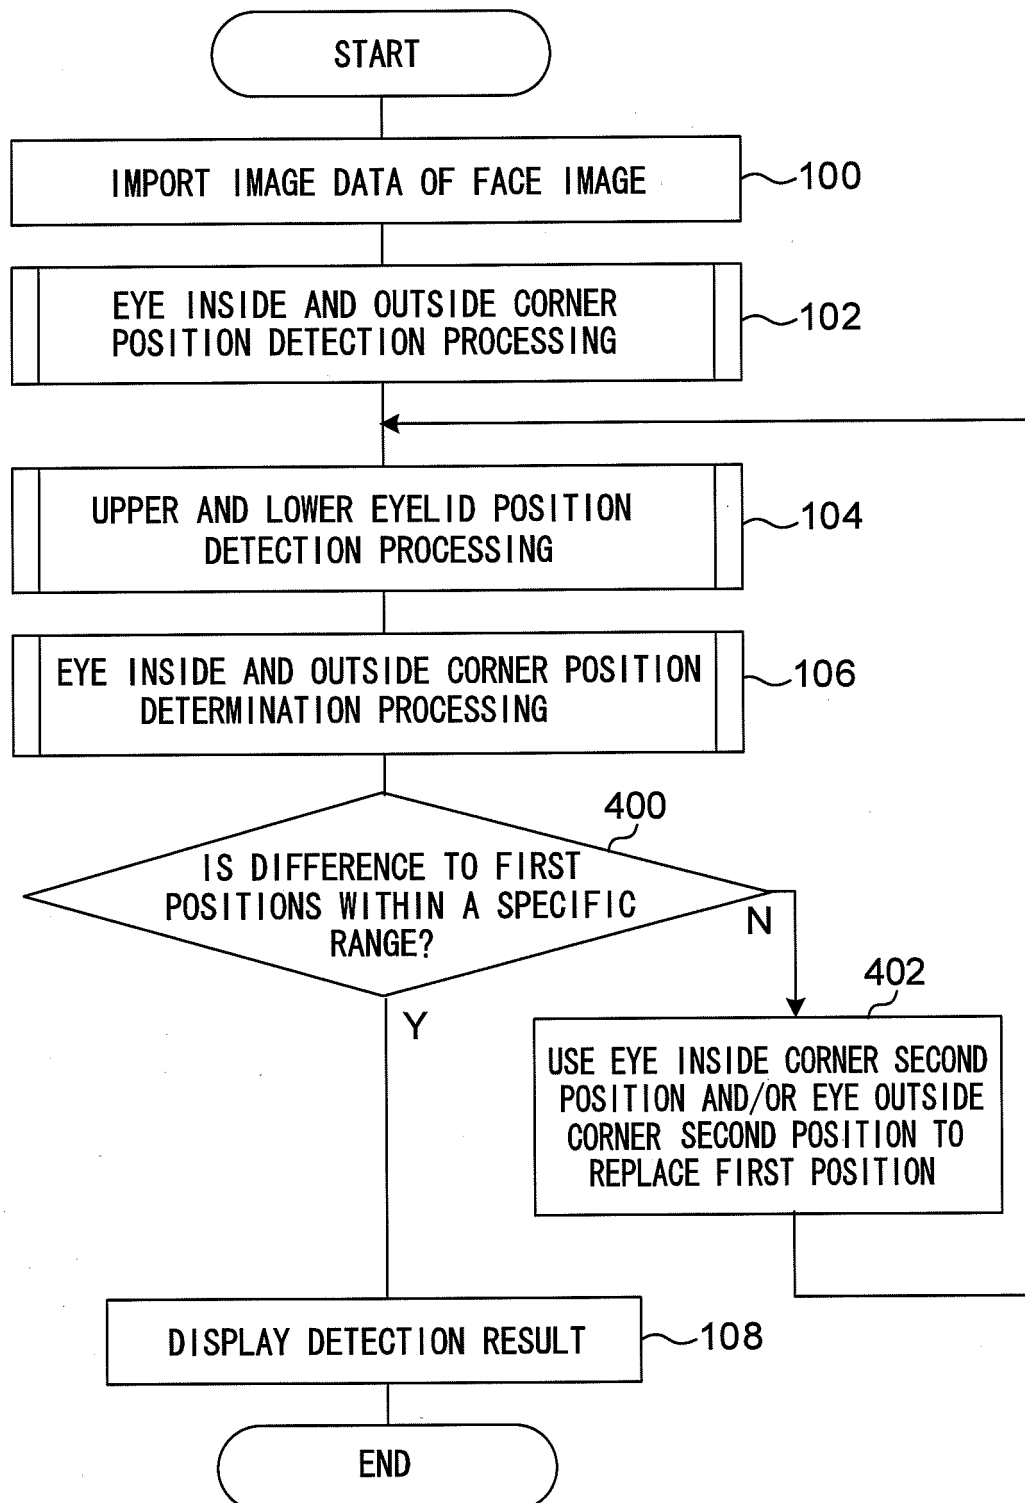 START
IMPORT IMAGE DATA OF FACE IMAGE
100
EYE INSIDE AND OUTSIDE CORNER
POSITION DETECTION PROCESSING
102
UPPER AND LOWER EYELID POSITION
DETECTION PROCESSING
104
EYE INSIDE AND OUTSIDE CORNER POSITION
DETERMINATION PROCESSING
106
400
IS DIFFERENCE TO FIRST
POSITIONS WITHIN A SPECIFIC
RANGE?
N
Y
402
USE EYE INSIDE CORNER SECOND
POSITION AND/OR EYE OUTSIDE
CORNER SECOND POSITION TO
REPLACE FIRST POSITION
DISPLAY DETECTION RESULT
108
END